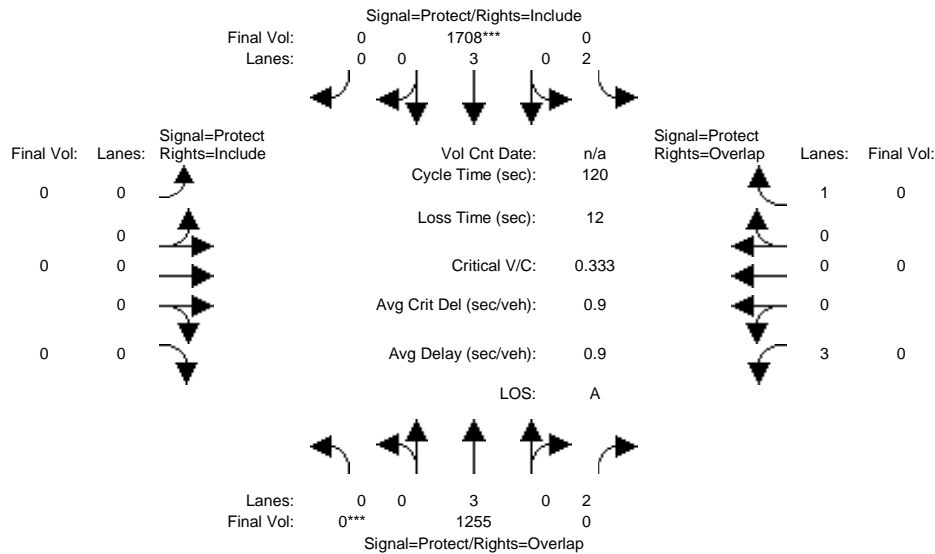 Signal=Protect/Rights=Include
Final Vol: 0 1708*** 0
Lanes: 0 0 3 0 2
Signal=Protect
Final Vol: Lanes: Rights=Include
Vol Cnt Date: n/a
Signal=Protect
Rights=Overlap Lanes: Final Vol:
Cycle Time (sec): 120
0 0
1 0
Loss Time (sec): 12
0
0
0 0
Critical V/C: 0.333
0 0
0
Avg Crit Del (sec/veh): 0.9
0
0 0
Avg Delay (sec/veh): 0.9
3 0
LOS: A
Lanes: 0 0 3 0 2
Final Vol: 0*** 1255 0
Signal=Protect/Rights=Overlap